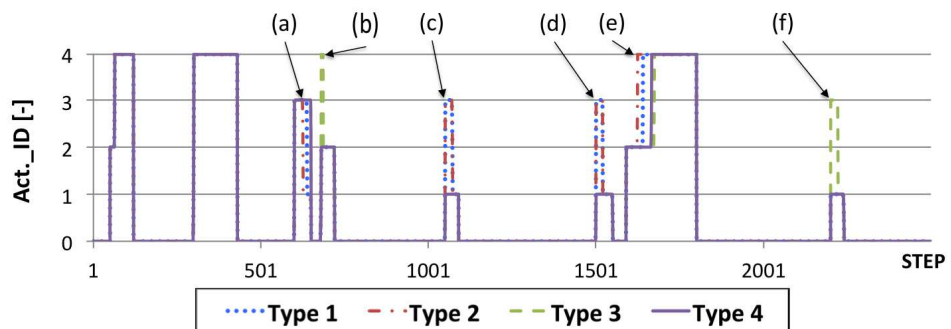 (a) (b) (c) (d) (e) (f)
4
3
2
1
0
Act._ID [-]
1 501 1001 1501 2001 STEP
Type 1 Type 2 Type 3 Type 4